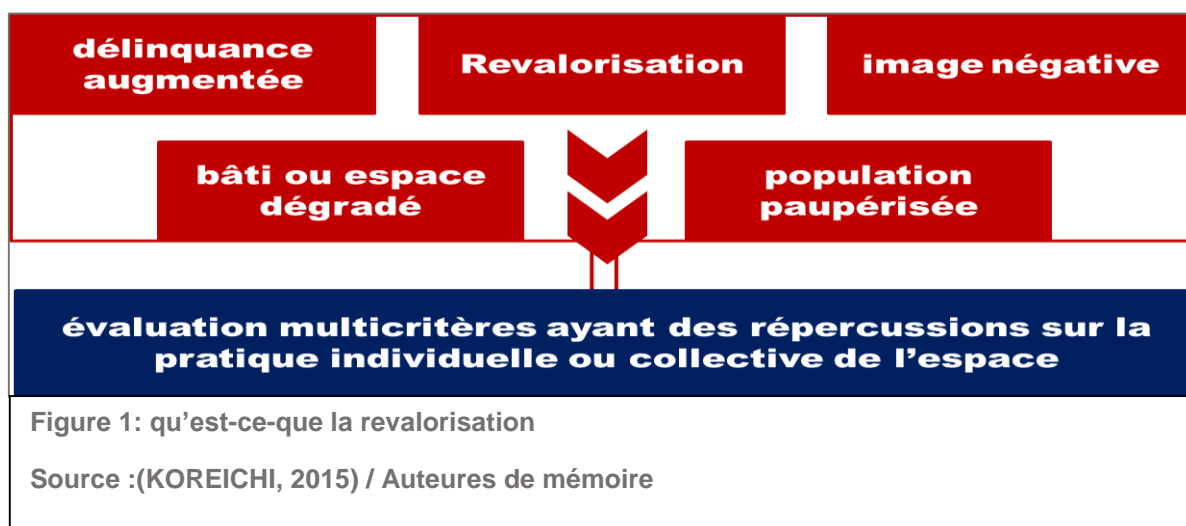 délinquance
augmentée
Revalorisation
image négative
bâti ou espace
dégradé
population
paupérisée
évaluation multicritères ayant des répercussions sur la
pratique individuelle ou collective de l’espace
Figure 1: qu’est-ce-que la revalorisation
Source :(KOREICHI, 2015) / Auteures de mémoire